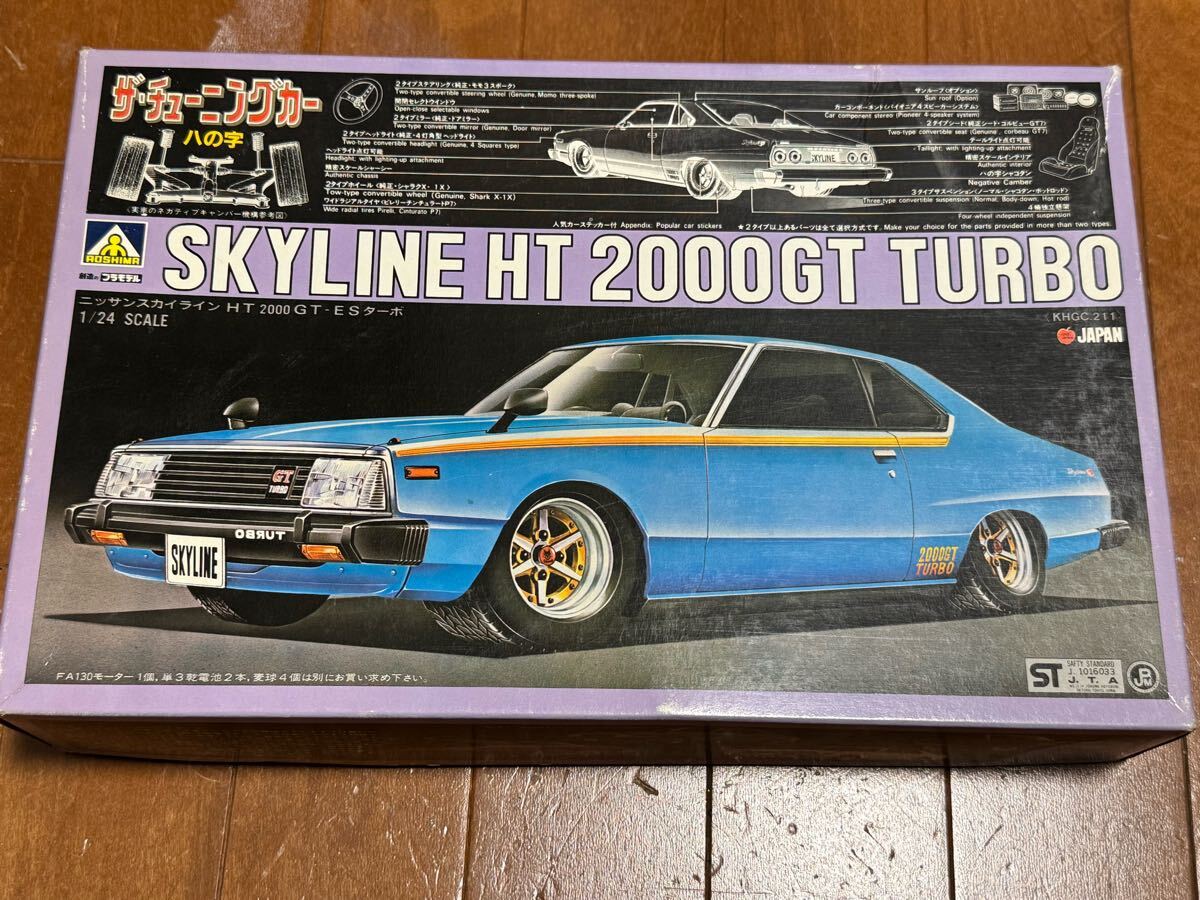 ザ・チューニングカー
ハの字
〈実車のネガティブキャンバー機構参考図〉
2タイプステアリング(純正・モモ3スポーク)
Two-type convertible steering wheel (Genuine, Momo three-spoke)
開閉セレクトウインドウ
Open-close selectable windows
2タイプミラー(純正・ドアミラー)
Two-type convertible mirror (Genuine, Door mirror)
2タイプヘッドライト(純正・4灯角型ヘッドライト)
Two-type convertible headlight (Genuine, 4 Squares type)
ヘッドライト点灯可能
Headlight; with lighting-up attachment
精密スケールシャーシー
Authentic chassis
2タイプホイール(純正・シャラクX-1X)
Tow-type convertible wheel (Genuine, Shark X-1X)
ワイドラジアルタイヤ(ピレリーチンチュラートP7)
Wide radial tires Pirelli, Cinturato P7)
SKYLINE
サンルーフ(オプション)
Sun roof (Option)
カーコンポーネント(パイオニア4スピーカーシステム)
Car component stereo (Pioneer 4 speaker system)
2タイプシート(純正シート・コルビューGT7)
Two-type convertible seat (Genuine, corbeau GT7)
テールライト点灯可能
Taillight; with lighting-up attachment
精密スケールインテリア
Authentic interior
ハの字シャコタン
Negative Camber
3タイプサスペンション(ノーマル・シャコタン・ホットロッド)
Three-type convertible suspension (Normal, Body-down, Hot rod)
4輪独立懸架
Four-wheel independent suspension
人気カーステッカー付 Appendix: Popular car stickers
★2タイプ以上あるパーツは全て選択方式です. Make your choice for the parts provided in more than two types.
AOSHIMA
創造のプラモデル
SKYLINE HT 2000GT TURBO
ニッサンスカイライン HT 2000 GT-ESターボ
〈KHGC.211〉
1/24 SCALE
JAPAN
GT
TURBO
TURBO
SKYLINE
Skyline
2000GT
TURBO
FA130モーター1個,単3乾電池2本,麦球4個は別にお買い求め下さい。
ST
SAFTY STANDARD
J. 1016033
J. T. A
JPM